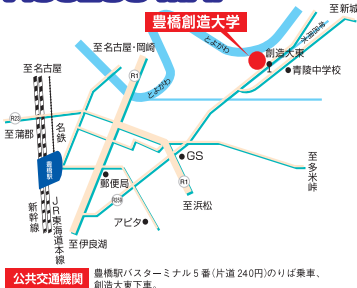 至新城
豊橋創造大学
とよがわ
至名古屋・岡崎
R1
創造大東
青陵中学校
至名古屋
とよがわ
R23
至蒲郡
名鉄
豊橋駅
GS
至多米峠
郵便局
R259
R1
至浜松
アピタ
新幹線
JR東海道本線
至伊良湖
公共交通機関
豊橋駅バスターミナル5番(片道240円)のりば乗車、
創造大東下車。